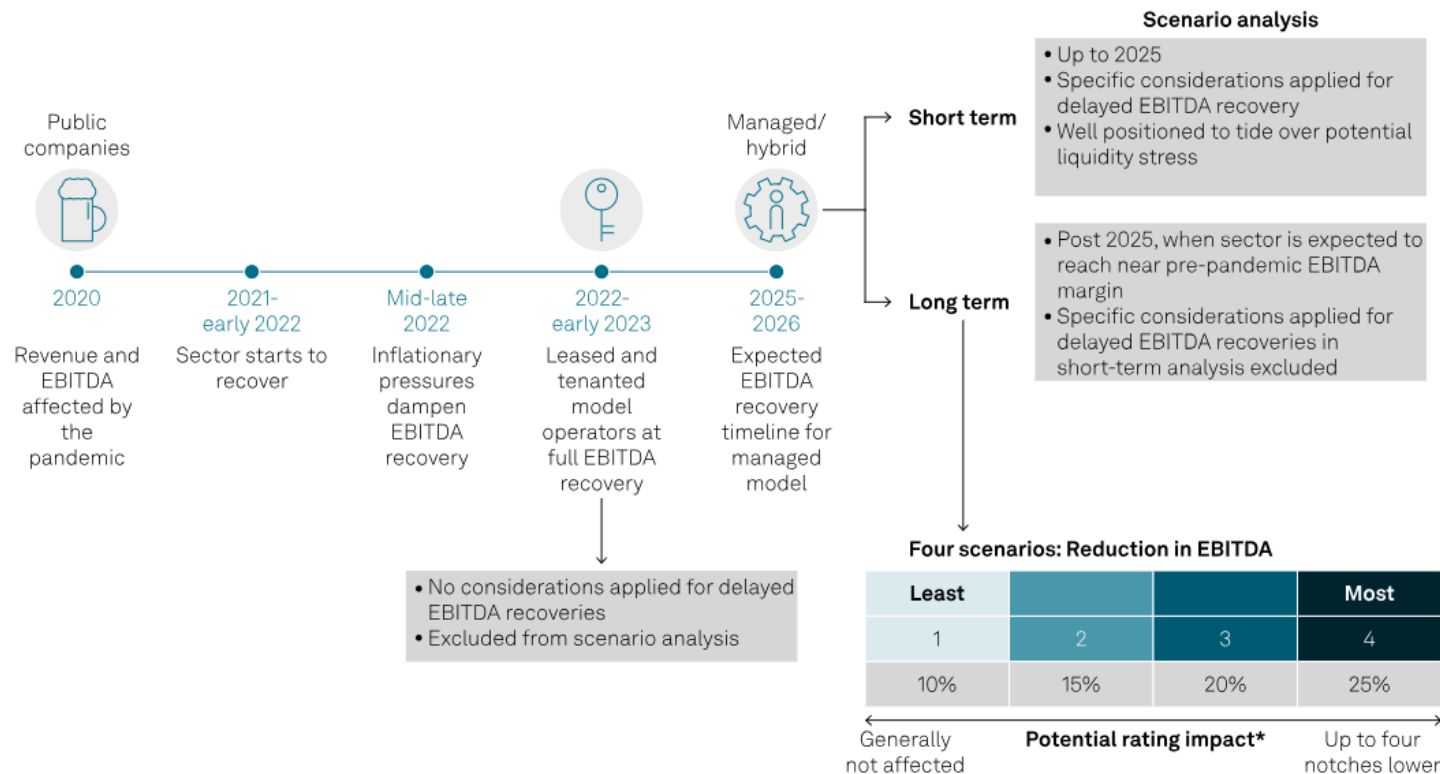 Scenario analysis
• Up to 2025
• Specific considerations applied for
delayed EBITDA recovery
• Well positioned to tide over potential
liquidity stress
Public
companies
Managed/
hybrid
Short term
• Post 2025, when sector is expected to
reach near pre-pandemic EBITDA
margin
• Specific considerations applied for
delayed EBITDA recoveries in
short-term analysis excluded
Long term
2020
Revenue and
EBITDA
affected by
the
pandemic
2021-
early 2022
Sector starts to
recover
Mid-late
2022
Inflationary
pressures
dampen
EBITDA
recovery
2022-
early 2023
Leased and
tenanted
model
operators at
full EBITDA
recovery
2025-
2026
Expected
EBITDA
recovery
timeline for
managed
model
• No considerations applied for delayed
EBITDA recoveries
• Excluded from scenario analysis
Four scenarios: Reduction in EBITDA
Least Most
1 2 3 4
10% 15% 20% 25%
Generally
not affected
Potential rating impact*
Up to four
notches lower